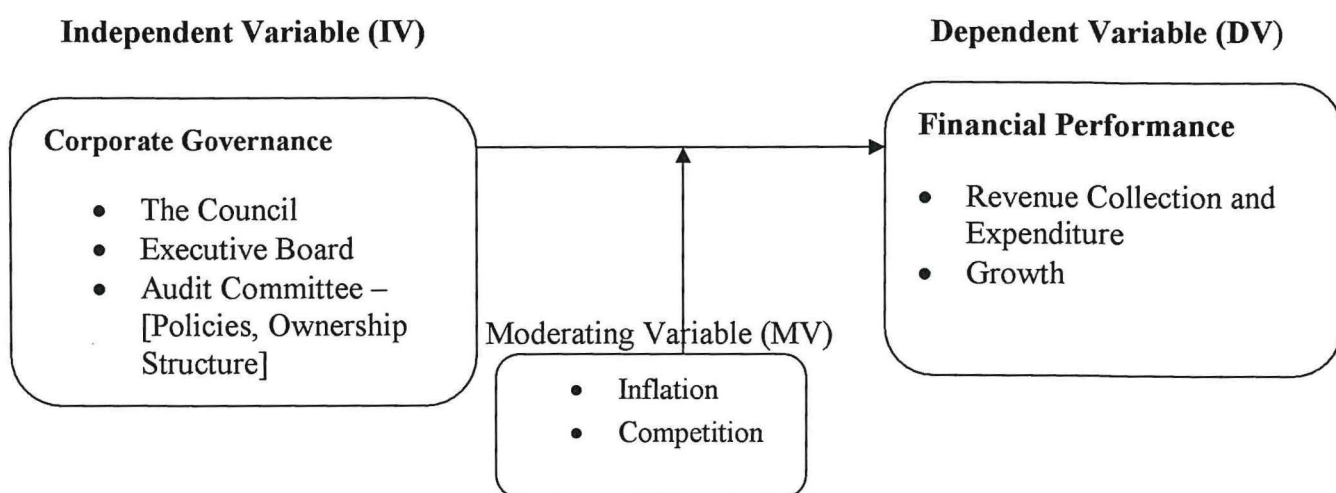 Independent Variable (IV)
Dependent Variable (DV)
Corporate Governance
• The Council
• Executive Board
• Audit Committee –
[Policies, Ownership
Structure]
Financial Performance
• Revenue Collection and
Expenditure
• Growth
Moderating Variable (MV)
• Inflation
• Competition